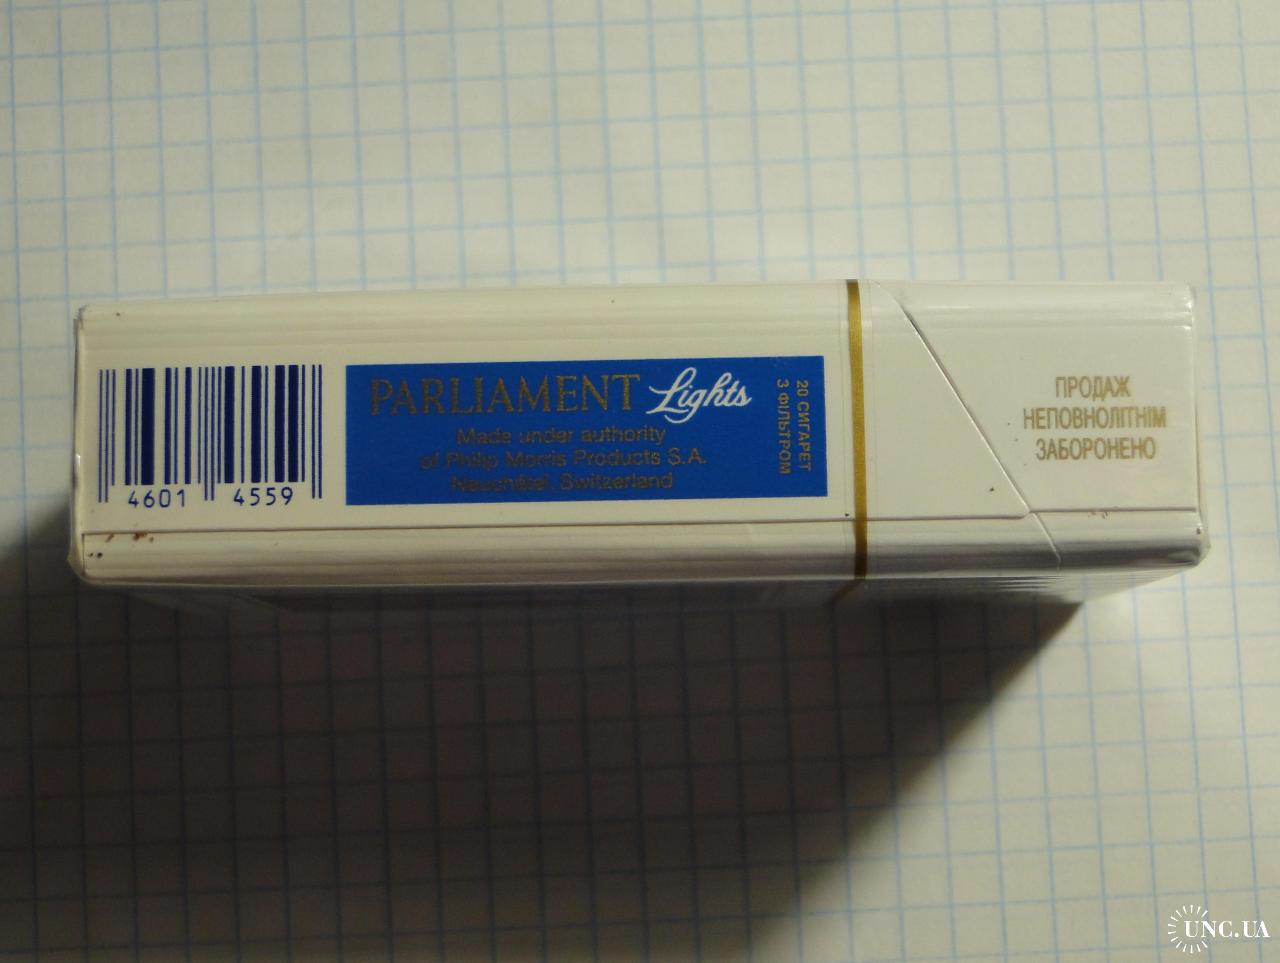 PARLIAMENT Lights
Made under authority
of Philip Morris Products S.A.
Neuchâtel, Switzerland
20 СИГАРЕТ
З ФІЛЬТРОМ
ПРОДАЖ
НЕПОВНОЛІТНІМ
ЗАБОРОНЕНО
4601 4559
UNC.UA